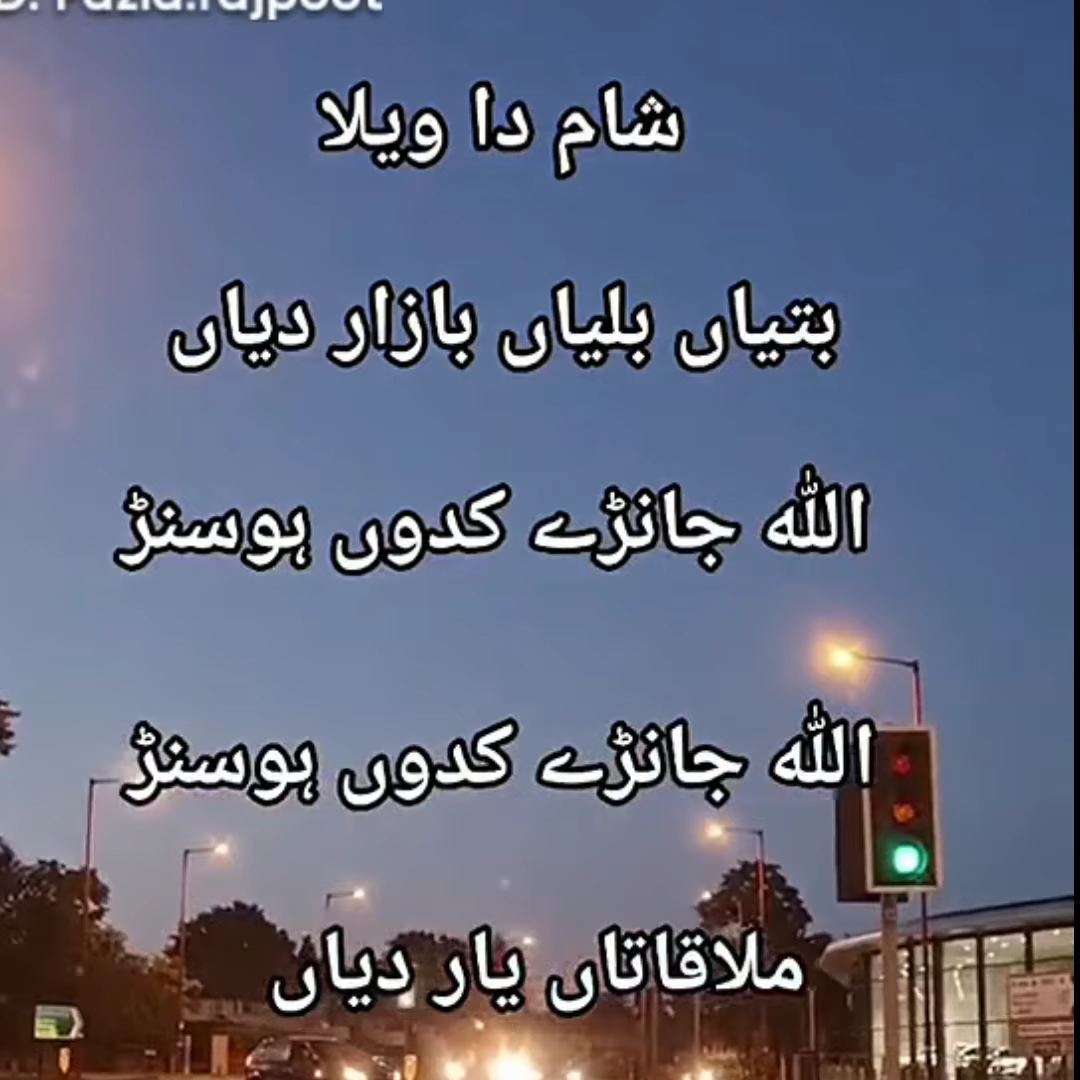 شام دا ویلا
بتیاں بلیاں بازار دیاں
اللہ جانڑے کدوں ہوسنڑ
اللہ جانڑے کدوں ہوسنڑ
ملاقاتاں یار دیاں